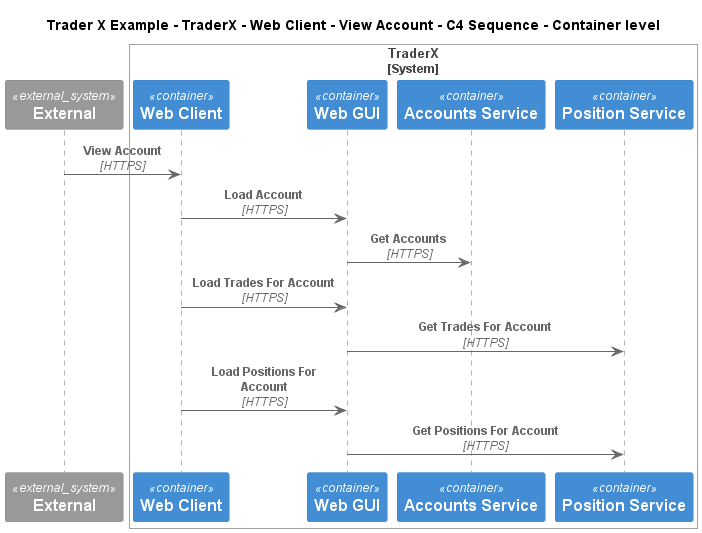 Trader X Example - TraderX - Web Client - View Account - C4 Sequence - Container level
TraderX
[System]
«external_system»
External
«container»
Web Client
«container»
Web GUI
«container»
Accounts Service
«container»
Position Service
View Account
[HTTPS]
Load Account
[HTTPS]
Get Accounts
[HTTPS]
Load Trades For Account
[HTTPS]
Get Trades For Account
[HTTPS]
Load Positions For
Account
[HTTPS]
Get Positions For Account
[HTTPS]
«external_system»
External
«container»
Web Client
«container»
Web GUI
«container»
Accounts Service
«container»
Position Service